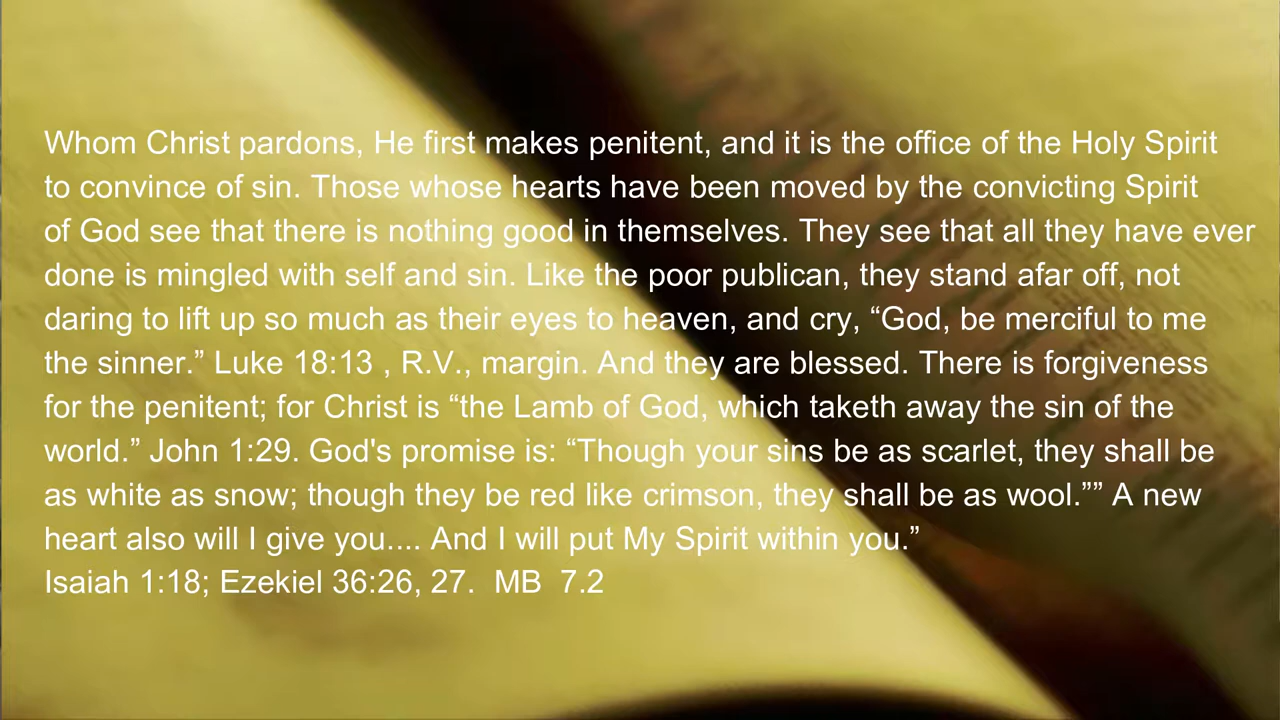 Whom Christ pardons, He first makes penitent, and it is the office of the Holy Spirit
to convince of sin. Those whose hearts have been moved by the convicting Spirit
of God see that there is nothing good in themselves. They see that all they have ever
done is mingled with self and sin. Like the poor publican, they stand afar off, not
daring to lift up so much as their eyes to heaven, and cry, “God, be merciful to me
the sinner.” Luke 18:13 , R.V., margin. And they are blessed. There is forgiveness
for the penitent; for Christ is “the Lamb of God, which taketh away the sin of the
world.” John 1:29. God's promise is: “Though your sins be as scarlet, they shall be
as white as snow; though they be red like crimson, they shall be as wool.”” A new
heart also will I give you.... And I will put My Spirit within you.”
Isaiah 1:18; Ezekiel 36:26, 27.  MB  7.2